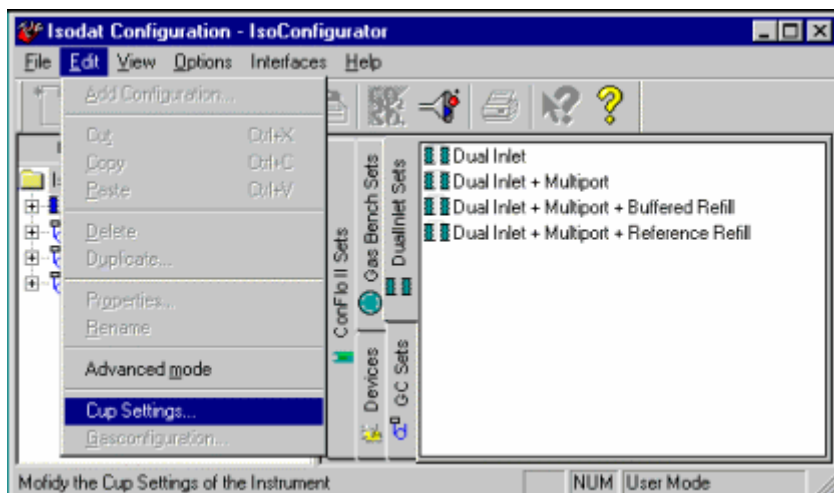 Isodat Configuration - IsoConfigurator
File Edit View Options Interfaces Help
Add Configuration...
Cut Ctrl+X
Copy Ctrl+C
Paste Ctrl+V
Delete
Duplicate...
Properties...
Rename
Advanced mode
Cup Settings...
Gasconfiguration...
ConFlo II Sets
Gas Bench Sets
DualInlet Sets
Devices
GC Sets
Dual Inlet
Dual Inlet + Multiport
Dual Inlet + Multiport + Buffered Refill
Dual Inlet + Multiport + Reference Refill
Mofidy the Cup Settings of the Instrument
NUM
User Mode